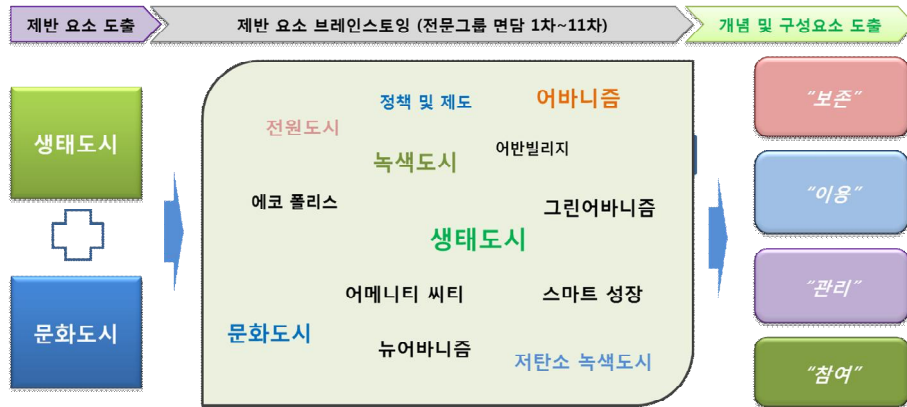 제반 요소 도출
제반 요소 브레인스토잉 (전문그룹 면담 1차~11차)
개념 및 구성요소 도출
생태도시
문화도시
정책 및 제도
어바니즘
전원도시
녹색도시
어반빌리지
에코 폴리스
그린어바니즘
생태도시
어메니티 씨티
스마트 성장
문화도시
뉴어바니즘
저탄소 녹색도시
“보존”
“이용”
“관리”
“참여”